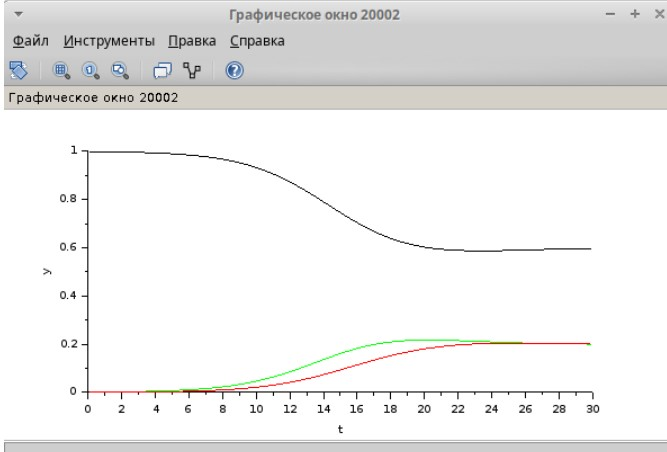 Графическое окно 20002
Файл Инструменты Правка Справка
Графическое окно 20002
1
0.8
0.6
y
0.4
0.2
0
0 2 4 6 8 10 12 14 16 18 20 22 24 26 28 30
t